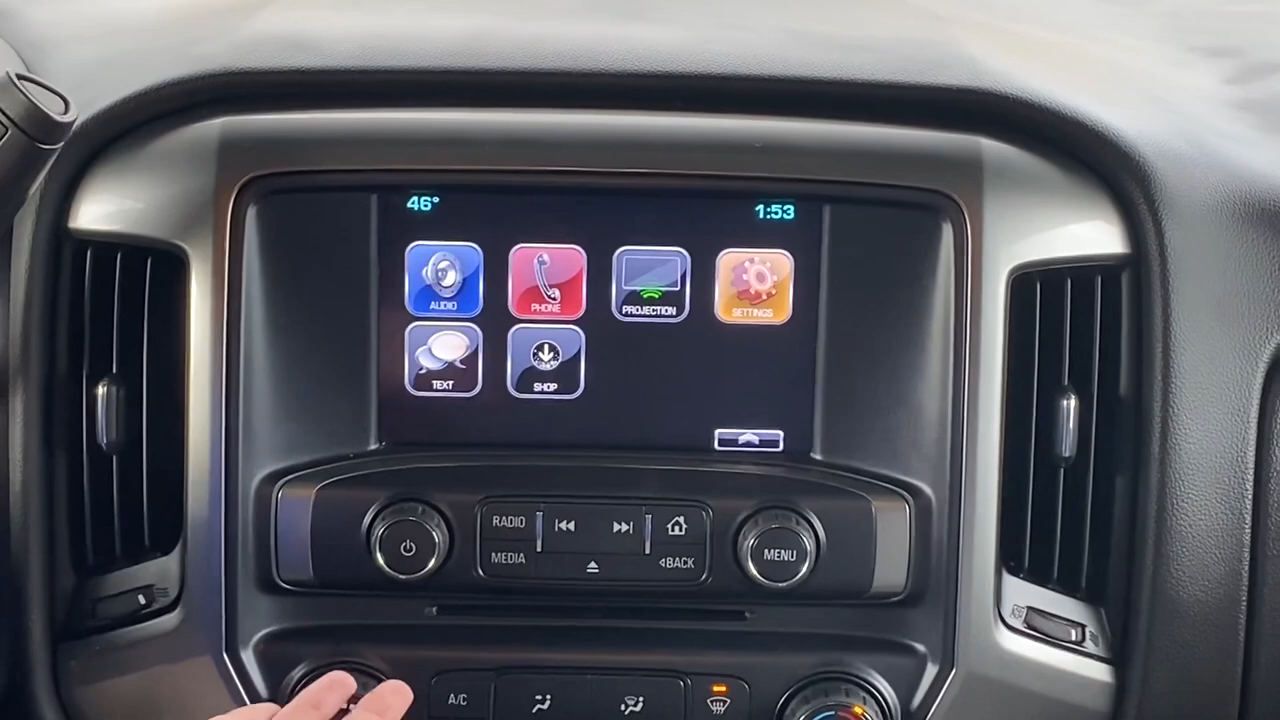 46°
1:53
AUDIO
PHONE
PROJECTION
SETTINGS
TEXT
SHOP
RADIO
MEDIA
BACK
MENU
A/C